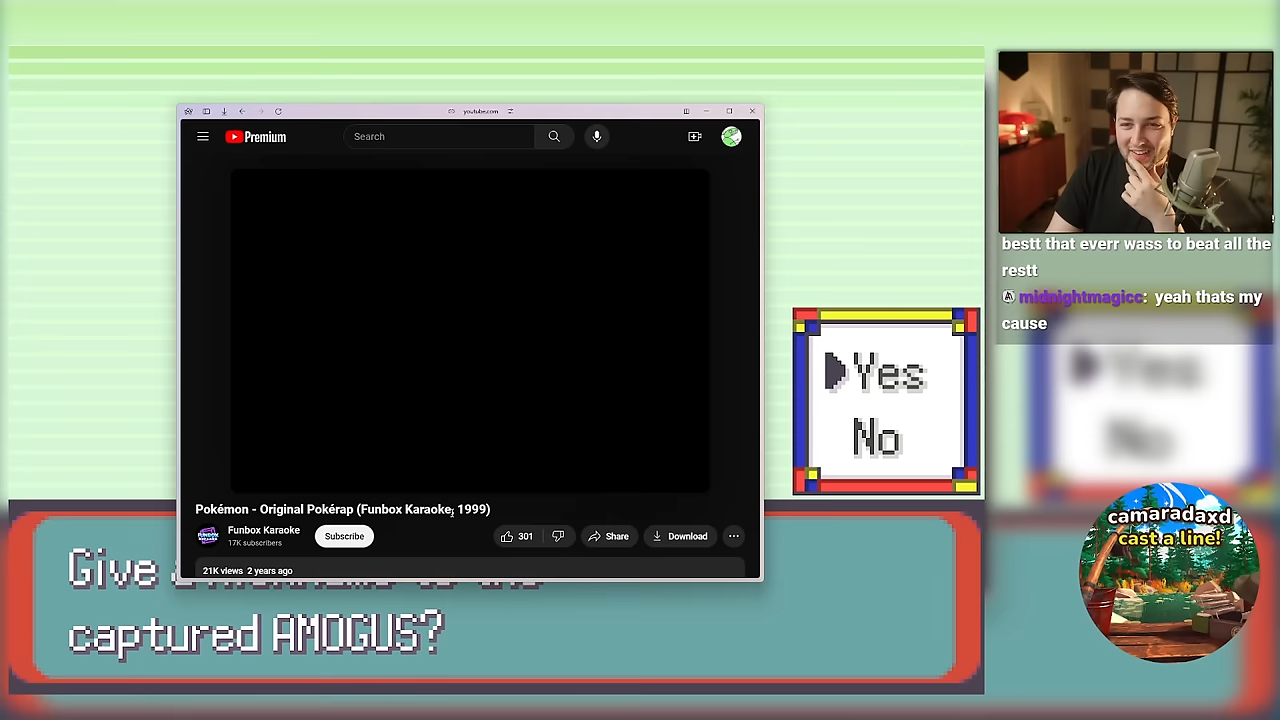 youtube.com
Premium
Search
Pokémon - Original Pokérap (Funbox Karaoke, 1999)
Funbox Karaoke
17K subscribers
Subscribe
301
Share
Download
21K views 2 years ago
Give
captured AMOGUS?
Yes
No
bestt that everr wass to beat all the
restt
midnightmagicc: yeah thats my
cause
camaradaxd
cast a line!